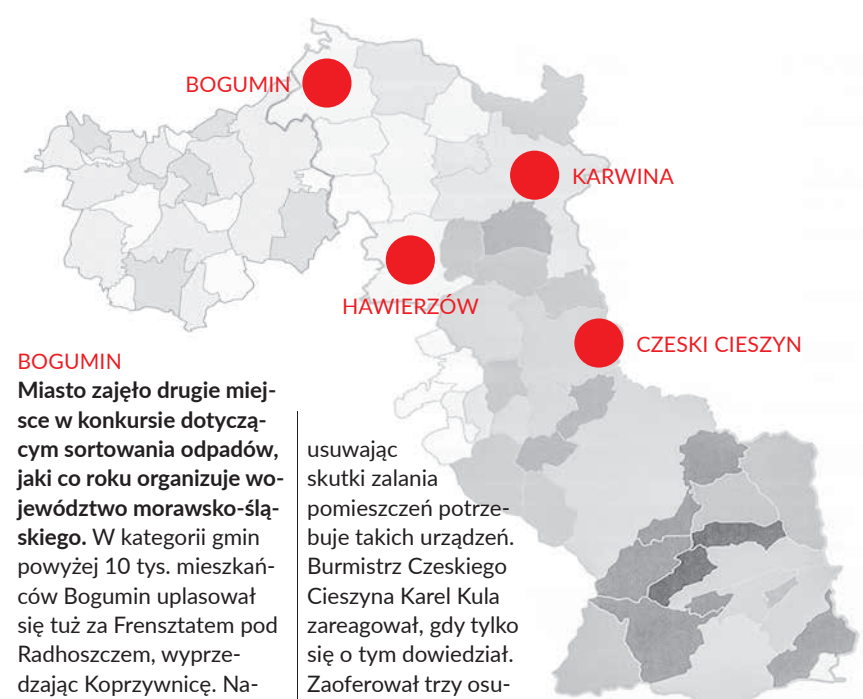 BOGUMIN
KARWINA
HAWIERZÓW
CZESKI CIESZYN
BOGUMIN
Miasto zajęło drugie miej-
sce w konkursie dotyczą-
cym sortowania odpadów,
jaki co roku organizuje wo-
jewództwo morawsko-ślą-
skiego. W kategorii gmin
powyżej 10 tys. mieszkań-
ców Bogumin uplasował
się tuż za Frensztatem pod
Radhoszczem, wyprze-
dzając Koprzywnicę. Na-
usuwając
skutki zalania
pomieszczeń potrze-
buje takich urządzeń.
Burmistrz Czeskiego
Cieszyna Karel Kula
zareagował, gdy tylko
się o tym dowiedział.
Zaoferował trzy osu-